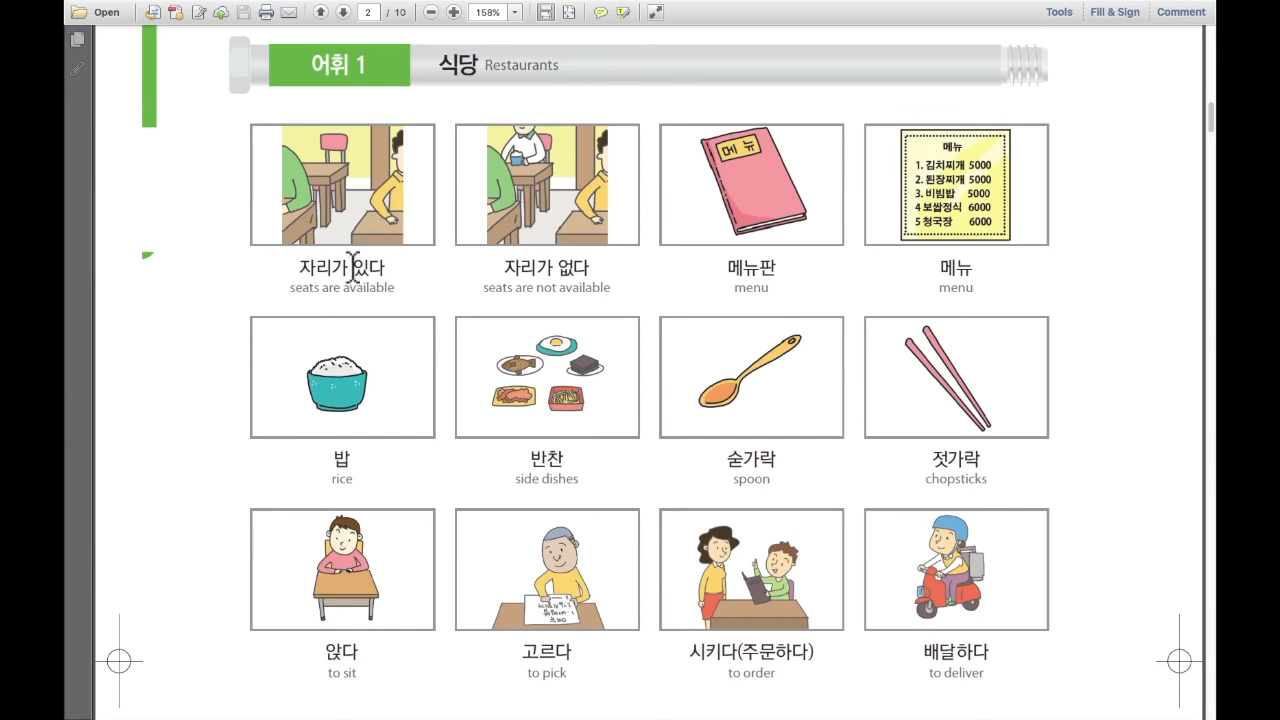 Open
2 / 10
158%
Tools
Fill & Sign
Comment
어휘 1
식당 Restaurants
메뉴
메뉴
1. 김치찌개 5000
2. 된장찌개 5000
3. 비빔밥 5000
4 보쌈정식 6000
5 청국장 6000
자리가 있다
seats are available
자리가 없다
seats are not available
메뉴판
menu
메뉴
menu
밥
rice
반찬
side dishes
숟가락
spoon
젓가락
chopsticks
앉다
to sit
고르다
to pick
시키다(주문하다)
to order
배달하다
to deliver